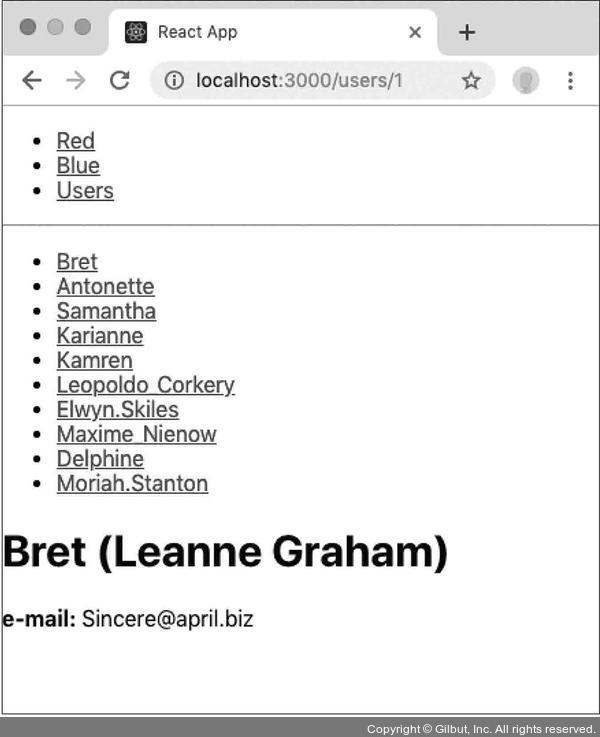 React App
localhost:3000/users/1
Red
Blue
Users
Bret
Antonette
Samantha
Karianne
Kamren
Leopoldo_Corkery
Elwyn.Skiles
Maxime_Nienow
Delphine
Moriah.Stanton
Bret (Leanne Graham)
e-mail: Sincere@april.biz
Copyright © Gilbut, Inc. All rights reserved.